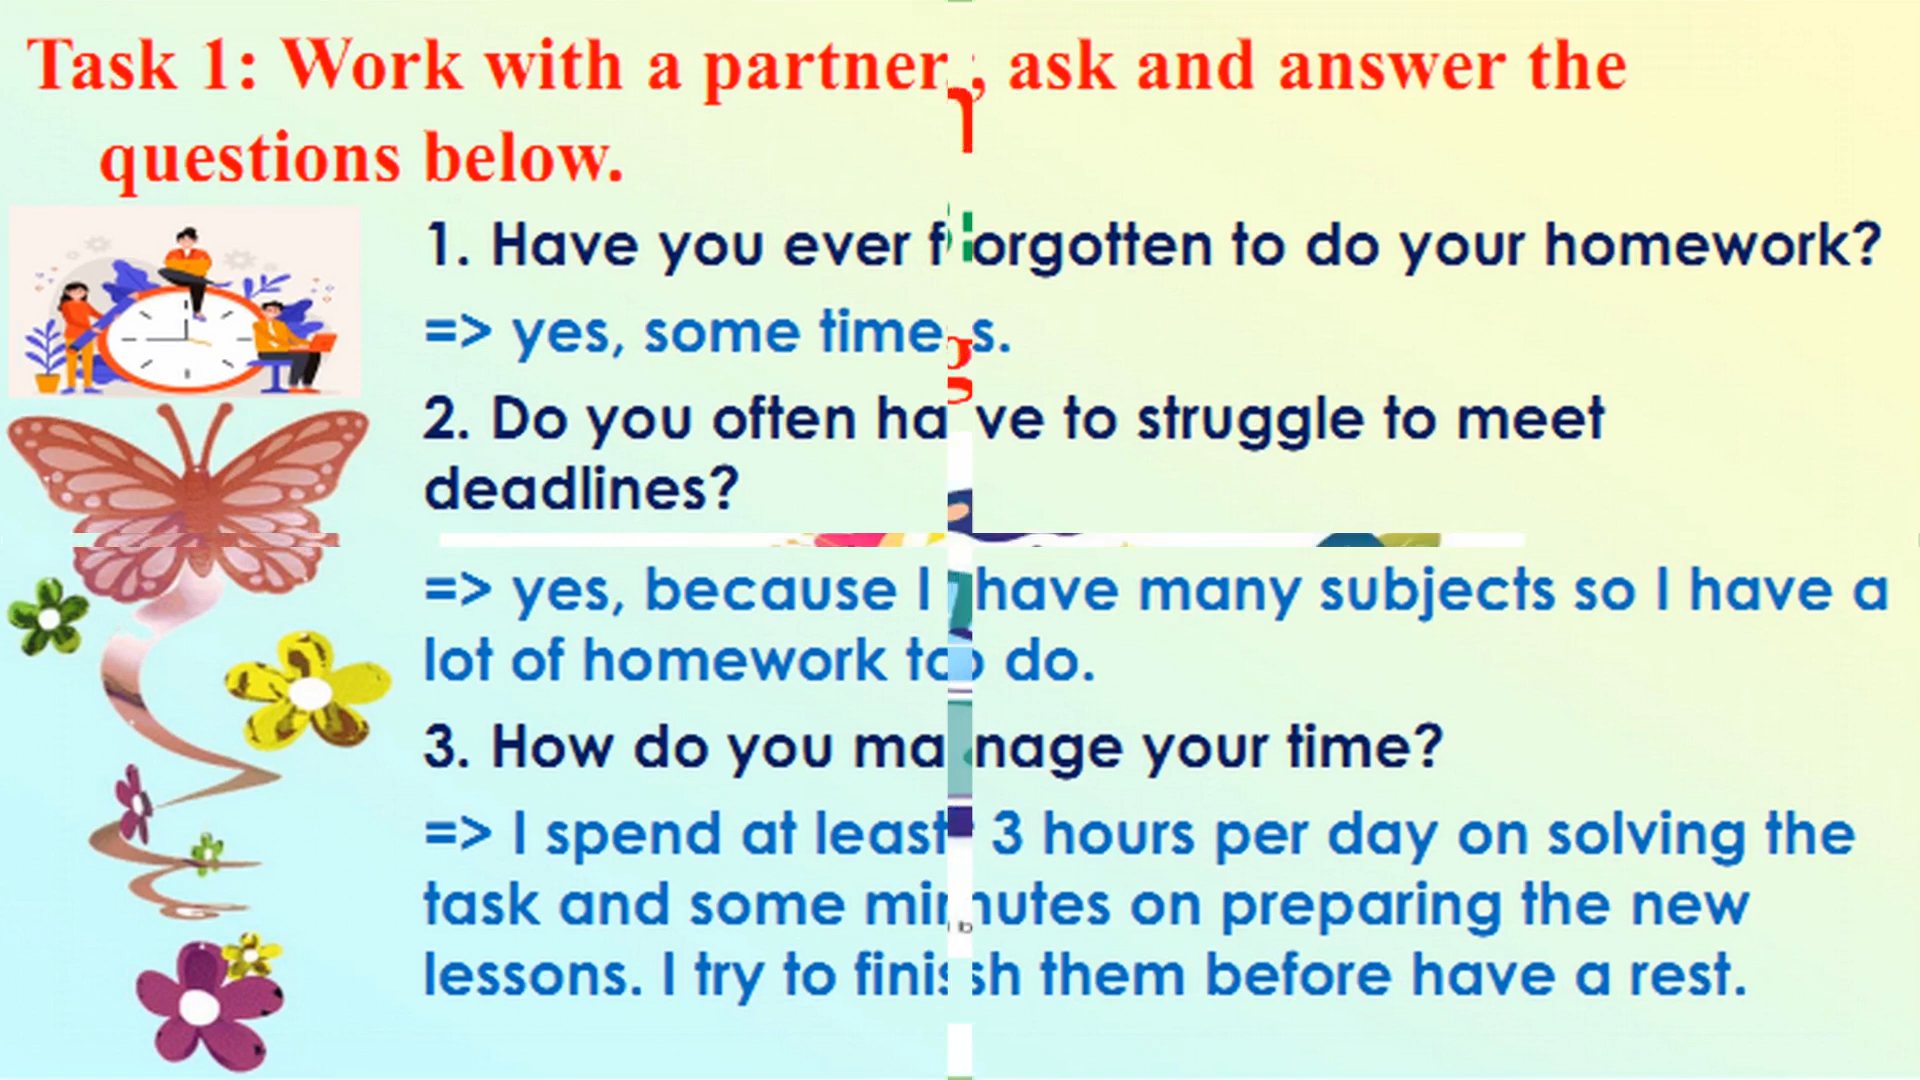 Task 1: Work with a partner, ask and answer the
questions below.
1. Have you ever forgotten to do your homework?
=> yes, some times.
2. Do you often have to struggle to meet
deadlines?
=> yes, because I have many subjects so I have a
lot of homework to do.
3. How do you manage your time?
=> I spend at least 3 hours per day on solving the
task and some minutes on preparing the new
lessons. I try to finish them before have a rest.